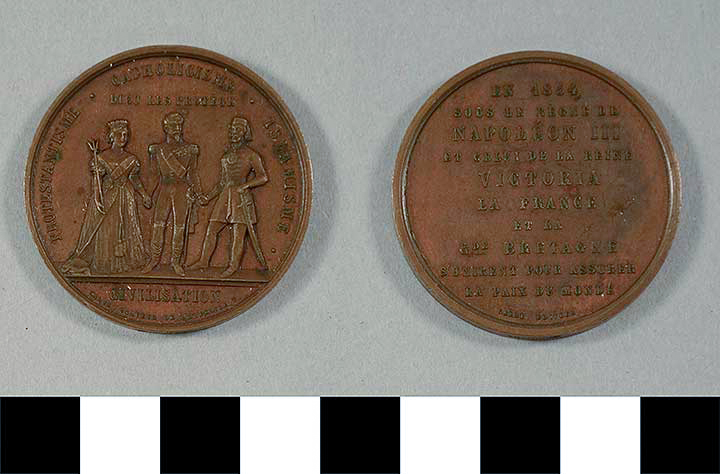 PROTESTANTISME · CATHOLICISME · ISLAMISME ·
DIEU LES PROTÈGE
CIVILISATION
EN 1854,
SOUS LE RÈGNE DE
NAPOLÉON III
ET CELUI DE LA REINE
VICTORIA
LA FRANCE
ET LA
GDE BRETAGNE
S'UNIRENT POUR ASSURER
LA PAIX DU MONDE